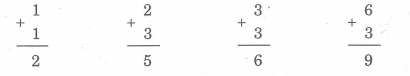 1 2 3 6
+ + + +
1 3 3 3
2 5 6 9